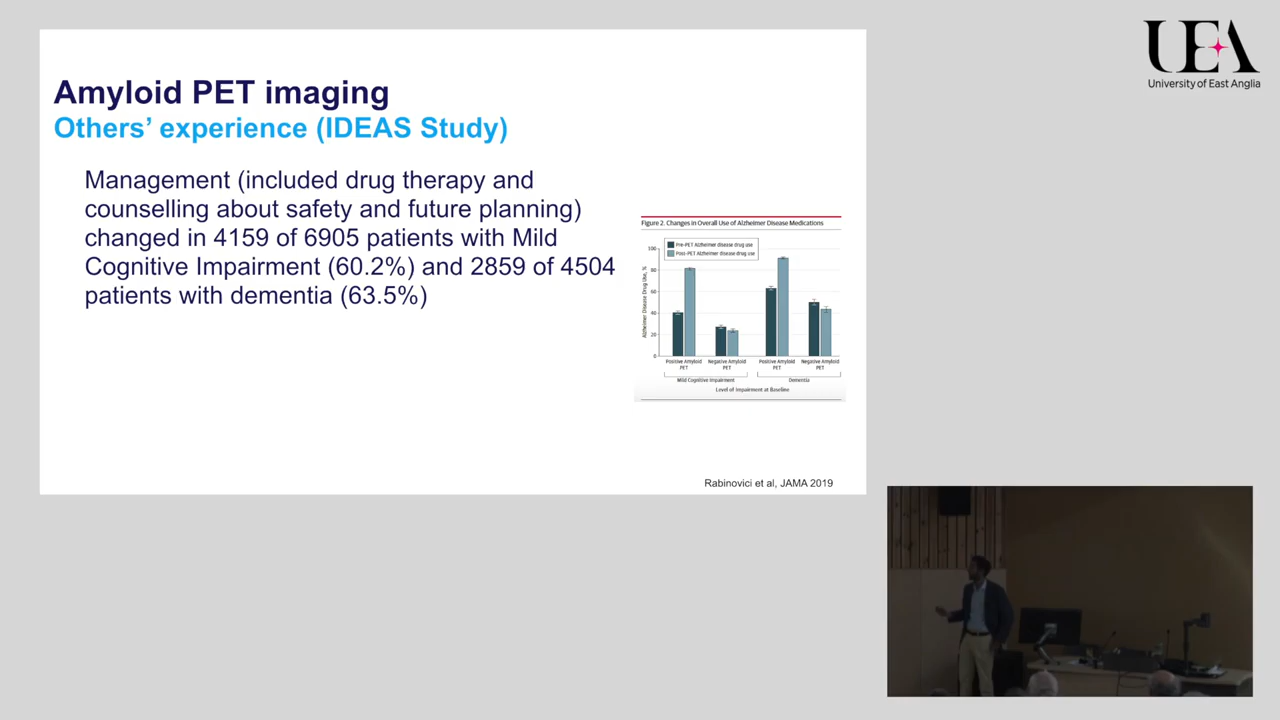 UEA
University of East Anglia
Amyloid PET imaging
Others’ experience (IDEAS Study)
Management (included drug therapy and
counselling about safety and future planning)
changed in 4159 of 6905 patients with Mild
Cognitive Impairment (60.2%) and 2859 of 4504
patients with dementia (63.5%)
Figure 2. Changes in Overall Use of Alzheimer Disease Medications
Pre-PET Alzheimer disease drug use
Post-PET Alzheimer disease drug use
Alzheimer Disease Drug Use, %
100
80
60
40
20
0
Positive Amyloid PET
Negative Amyloid PET
Positive Amyloid PET
Negative Amyloid PET
Mild Cognitive Impairment
Dementia
Level of Impairment at Baseline
Rabinovici et al, JAMA 2019